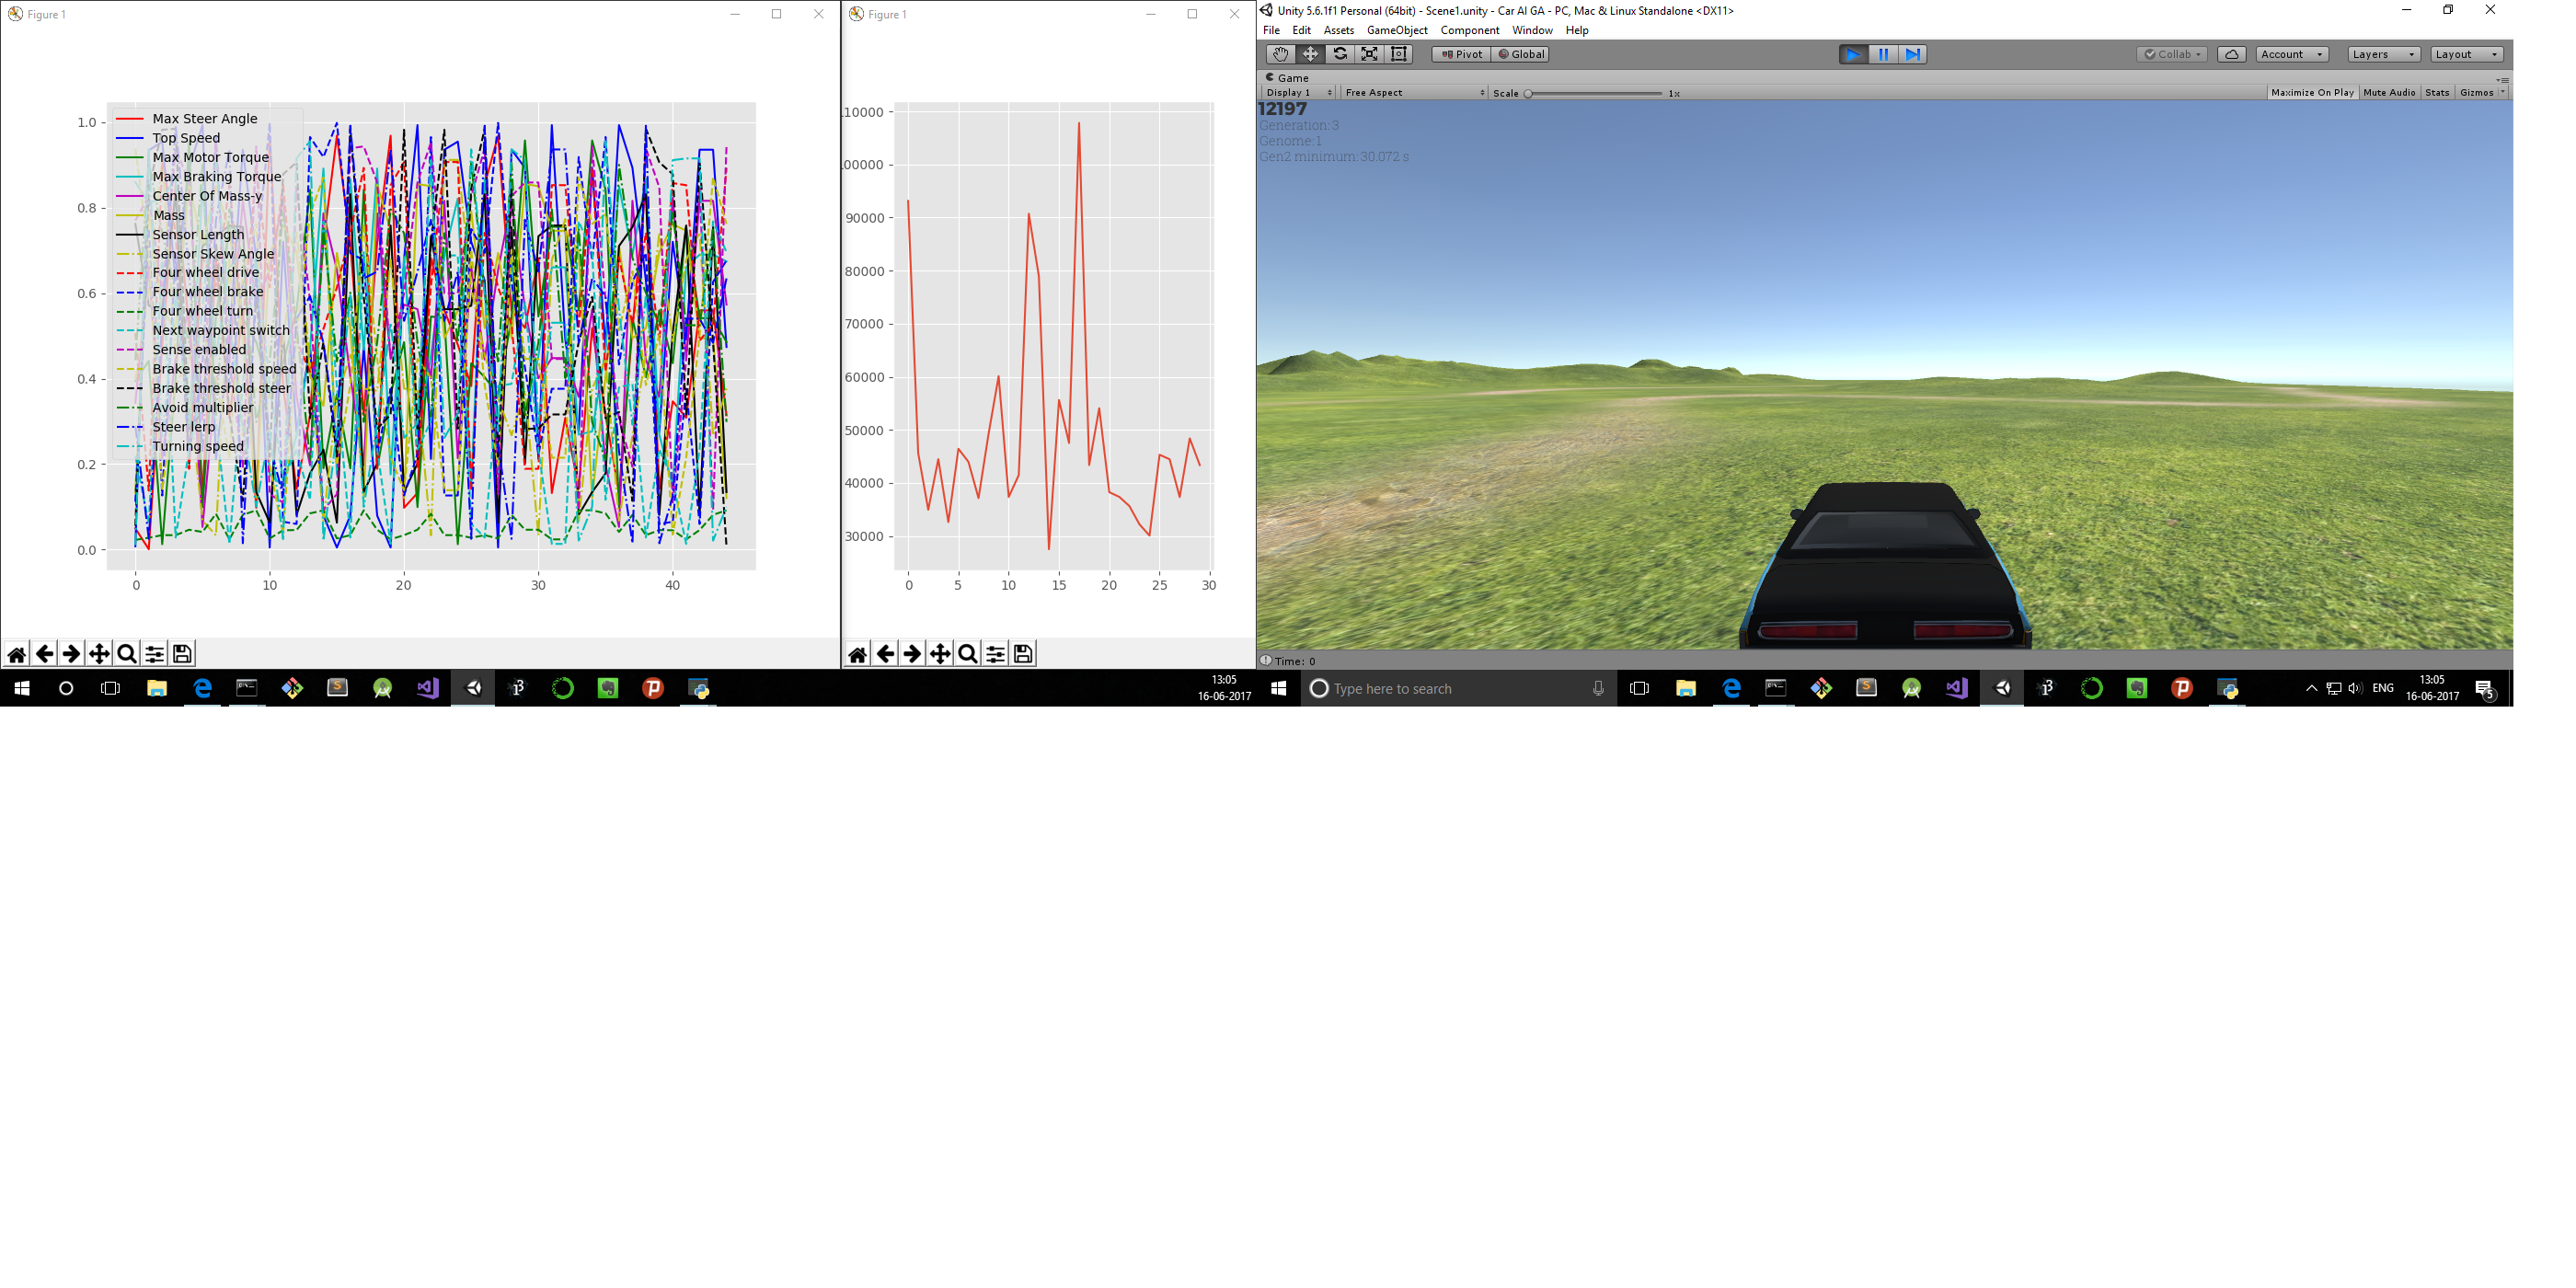 Figure 1
1.0
0.8
0.6
0.4
0.2
0.0
0
10
20
30
40
Max Steer Angle
Top Speed
Max Motor Torque
Max Braking Torque
Center Of Mass-y
Mass
Sensor Length
Sensor Skew Angle
Four wheel drive
Four wheel brake
Four wheel turn
Next waypoint switch
Sense enabled
Brake threshold speed
Brake threshold steer
Avoid multiplier
Steer lerp
Turning speed
Figure 1
10000
00000
90000
80000
70000
60000
50000
40000
30000
0
5
10
15
20
25
30
Unity 5.6.1f1 Personal (64bit) - Scene1.unity - Car AI GA - PC, Mac & Linux Standalone <DX11>
File Edit Assets GameObject Component Window Help
Pivot Global Collab Account Layers Layout
Game
Display 1 Free Aspect Scale 1x Maximize On Play Mute Audio Stats Gizmos
12197
Generation:3
Genome:1
Gen2 minimum:30.072 s
Time: 0
13:05
16-06-2017
Type here to search
ENG
13:05
16-06-2017
5